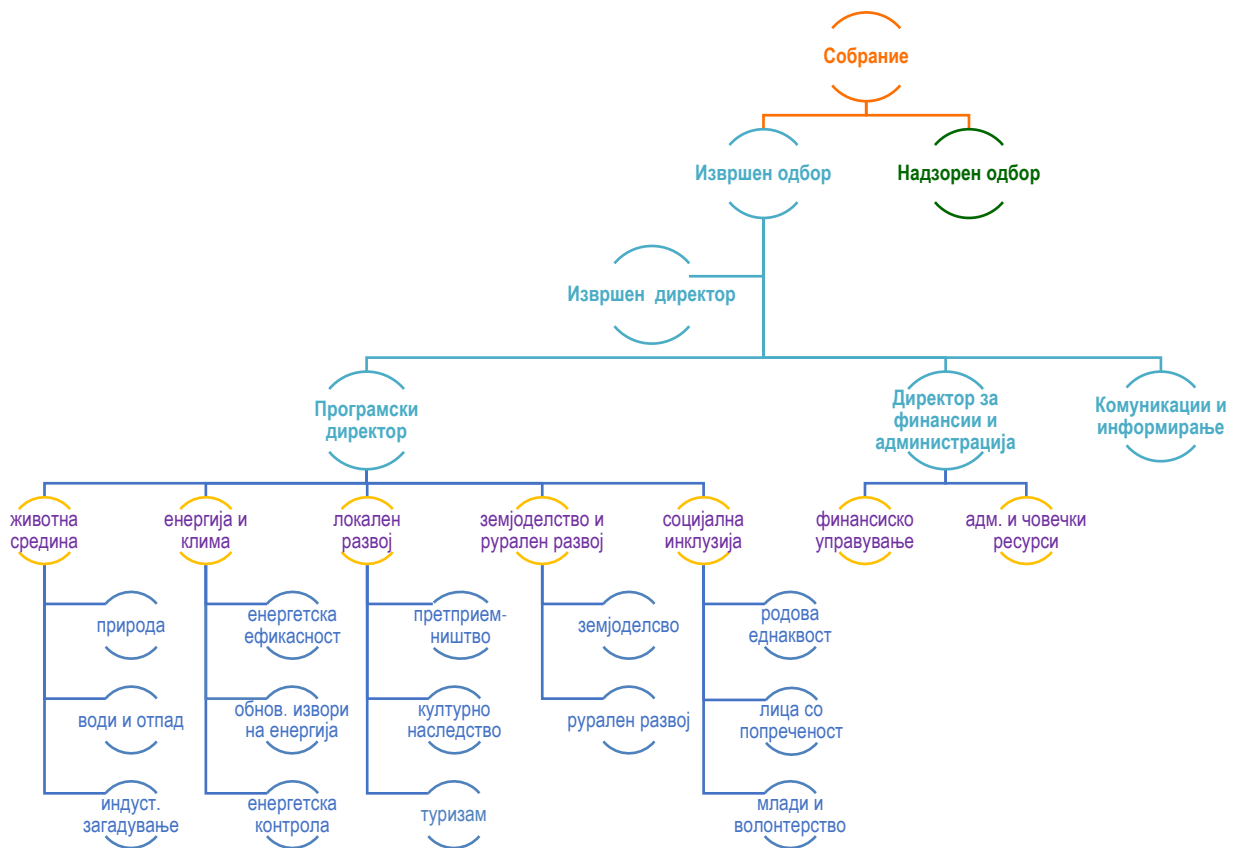 Собрание
Извршен одбор
Надзорен одбор
Извршен  директор
Програмски
директор
Директор за
финансии и
администрација
Комуникации и
информирање
животна
средина
енергија и
клима
локален
развој
земјоделство и
рурален развој
социјална
инклузија
финансиско
управување
адм. и човечки
ресурси
природа
енергетска
ефикасност
претприем-
ништво
земјоделсво
родова
еднаквост
води и отпад
обнов. извори
на енергија
културно
наследство
рурален развој
лица со
попреченост
индуст.
загадување
енергетска
контрола
туризам
млади и
волонтерство